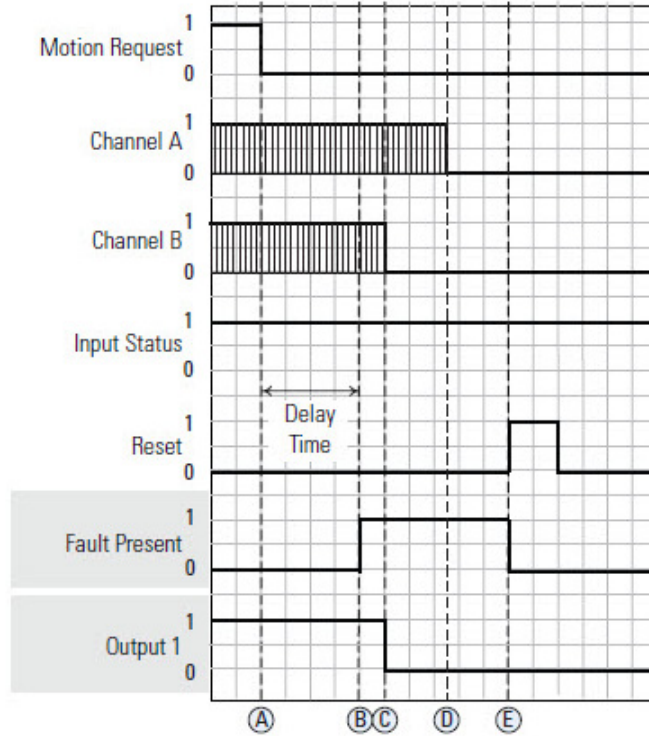 1
Motion Request
0
1
Channel A
0
1
Channel B
0
1
Input Status
0
Delay
Time
1
Reset
0
1
Fault Present
0
1
Output 1
0
A B C D E